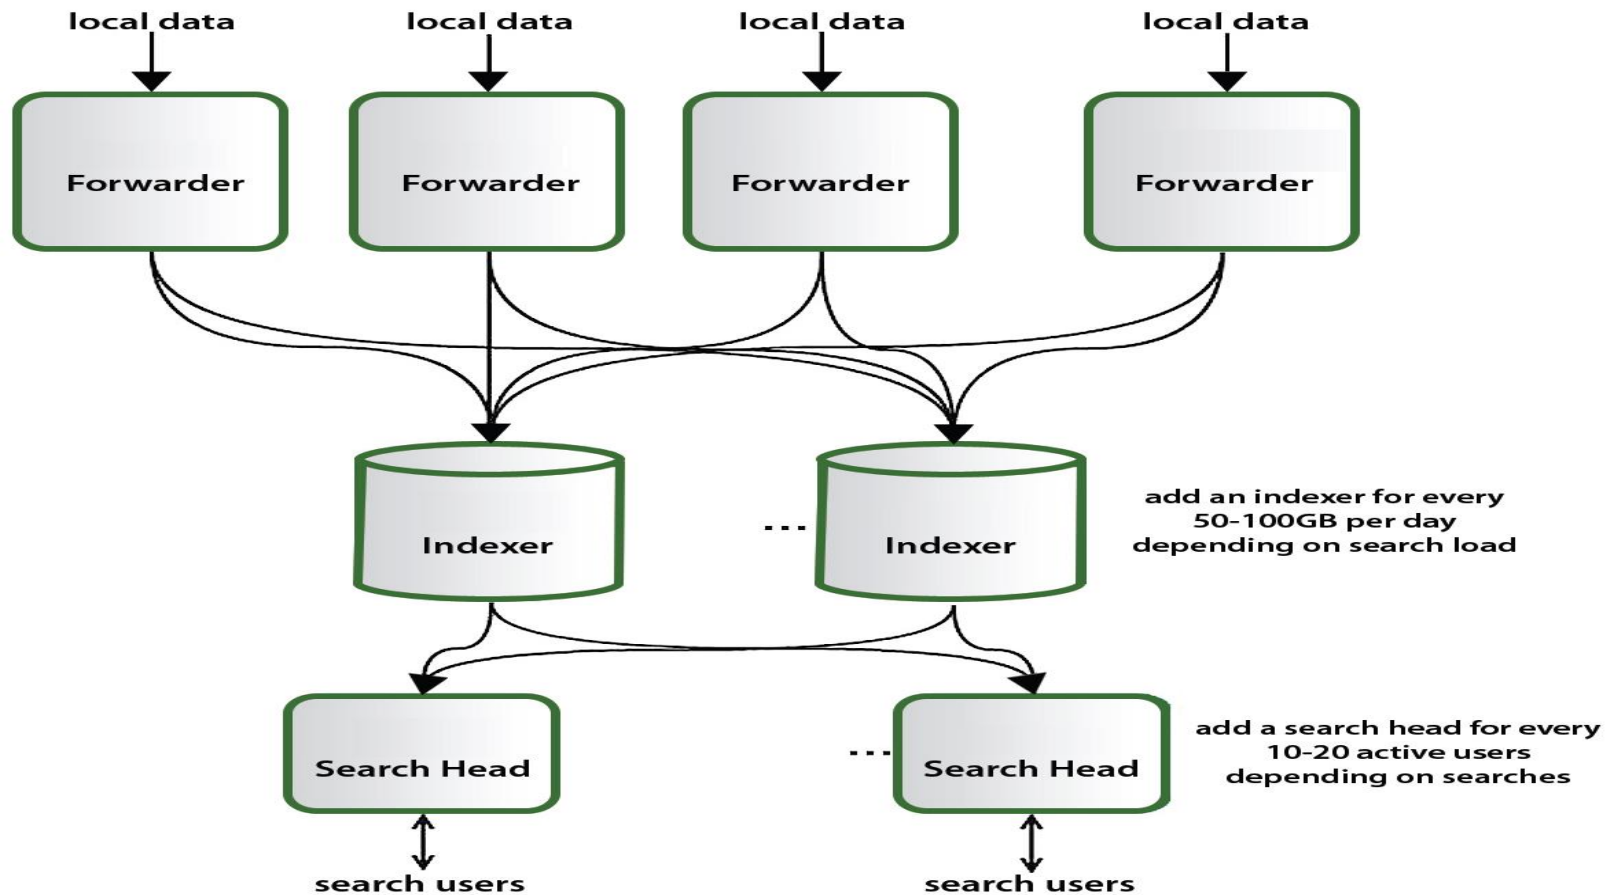 local data
local data
local data
local data
Forwarder
Forwarder
Forwarder
Forwarder
Indexer
...
Indexer
add an indexer for every
50-100GB per day
depending on search load
Search Head
...
Search Head
add a search head for every
10-20 active users
depending on searches
search users
search users